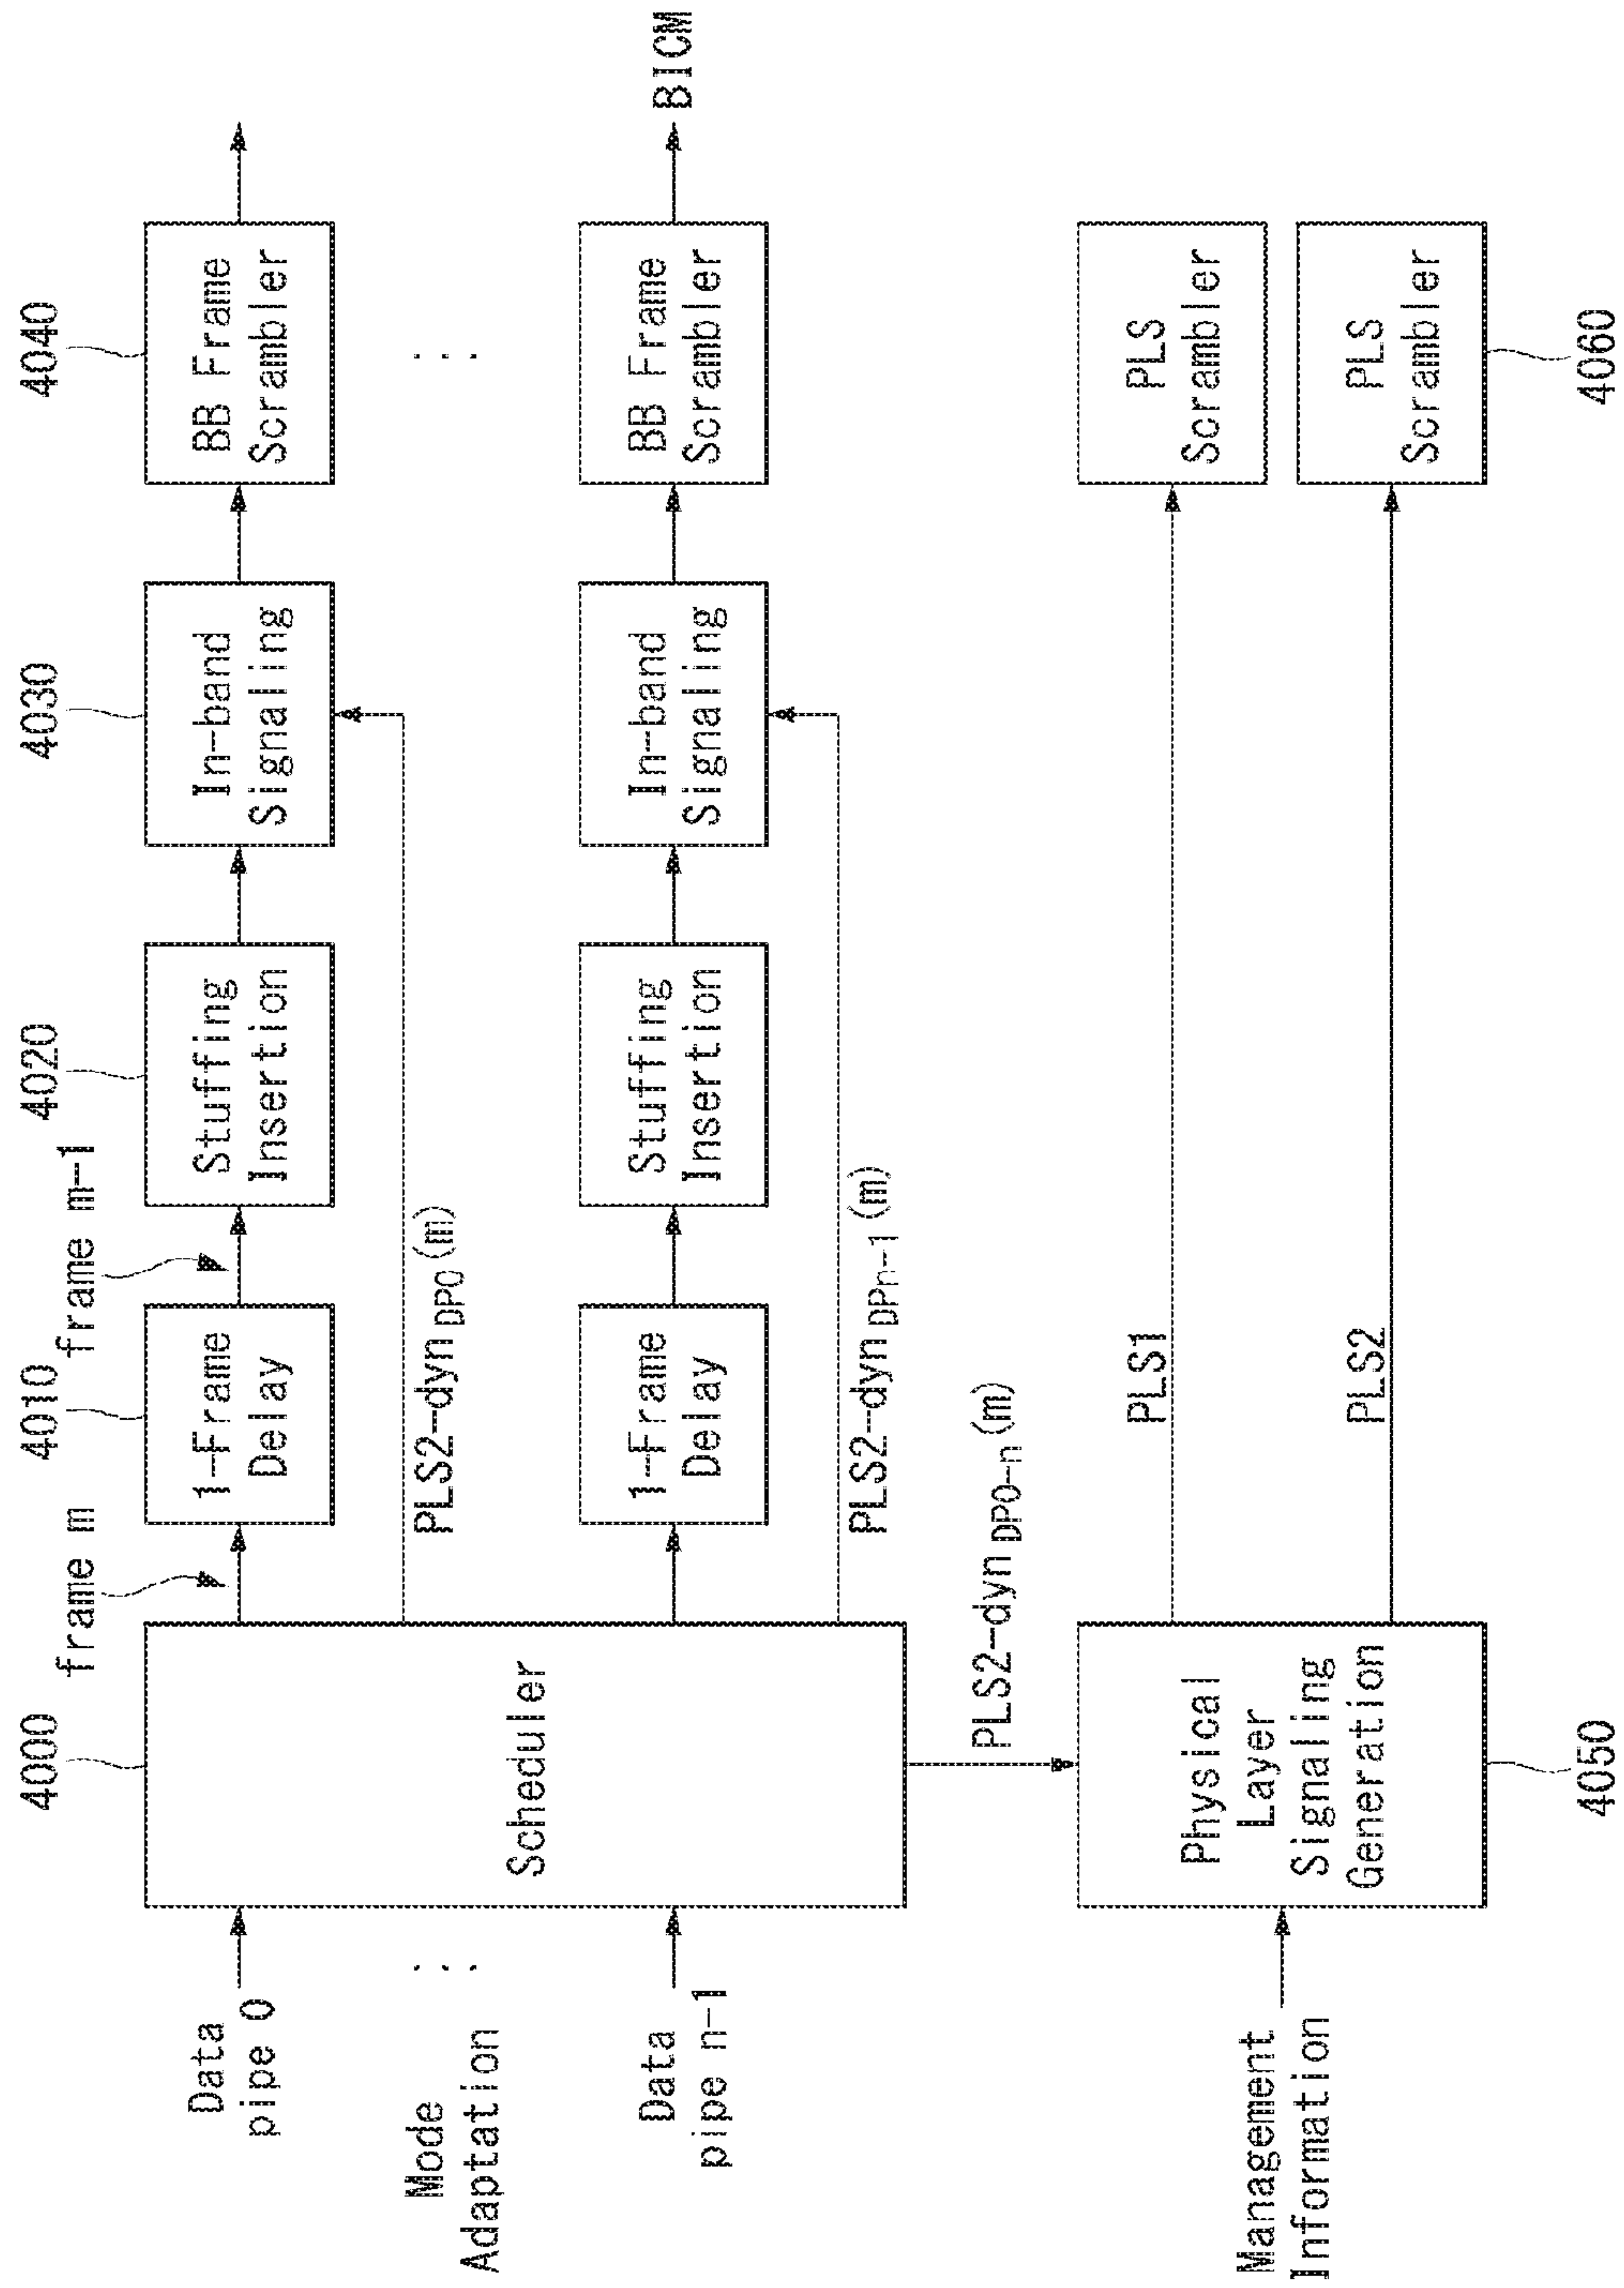 4000
frame m
4010
frame m-1
4020
4030
4040
Data
pipe 0
1-Frame
Delay
Stuffing
Insertion
In-band
Signaling
BB Frame
Scrambler
PLS2-dyn DP0 (m)
Mode
Adaptation
...
Scheduler
...
Data
pipe n-1
1-Frame
Delay
Stuffing
Insertion
In-band
Signaling
BB Frame
Scrambler
BICM
PLS2-dyn DPn-1 (m)
PLS2-dyn DP0-n (m)
Management
Information
Physical
Layer
Signaling
Generation
PLS1
PLS
Scrambler
PLS2
PLS
Scrambler
4050
4060